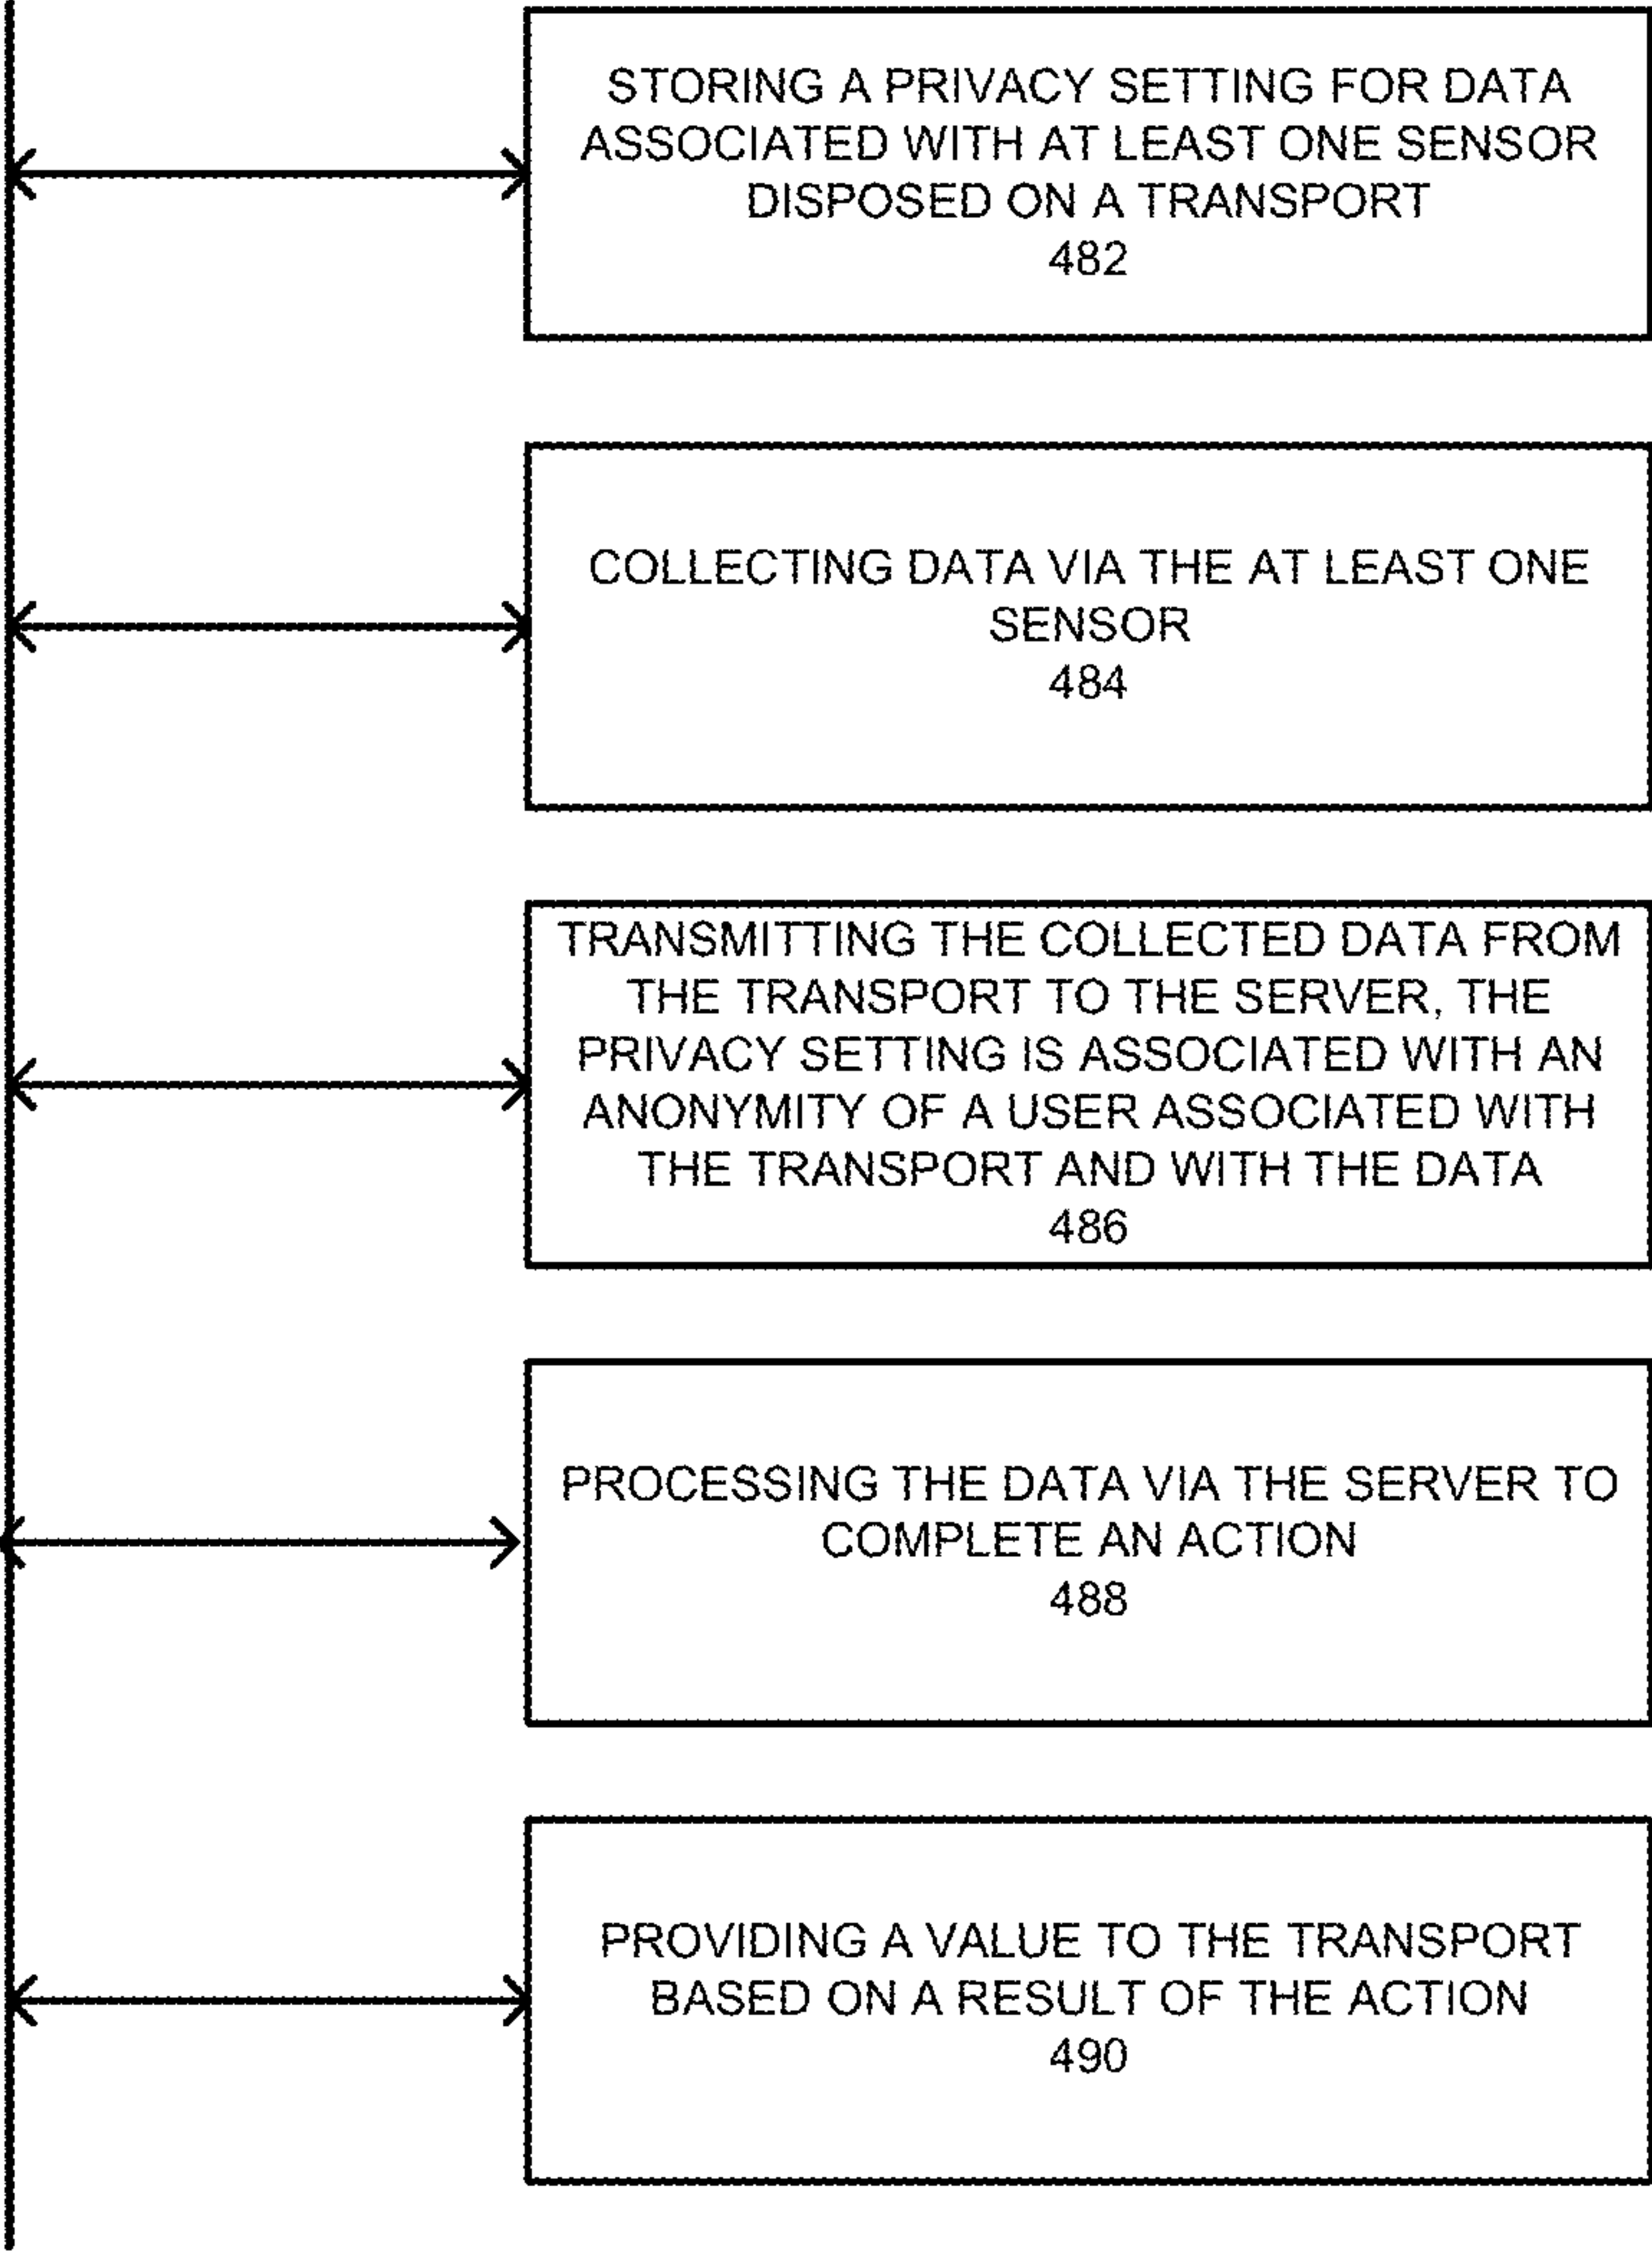 STORING A PRIVACY SETTING FOR DATA
ASSOCIATED WITH AT LEAST ONE SENSOR
DISPOSED ON A TRANSPORT
482
COLLECTING DATA VIA THE AT LEAST ONE
SENSOR
484
TRANSMITTING THE COLLECTED DATA FROM
THE TRANSPORT TO THE SERVER, THE
PRIVACY SETTING IS ASSOCIATED WITH AN
ANONYMITY OF A USER ASSOCIATED WITH
THE TRANSPORT AND WITH THE DATA
486
PROCESSING THE DATA VIA THE SERVER TO
COMPLETE AN ACTION
488
PROVIDING A VALUE TO THE TRANSPORT
BASED ON A RESULT OF THE ACTION
490